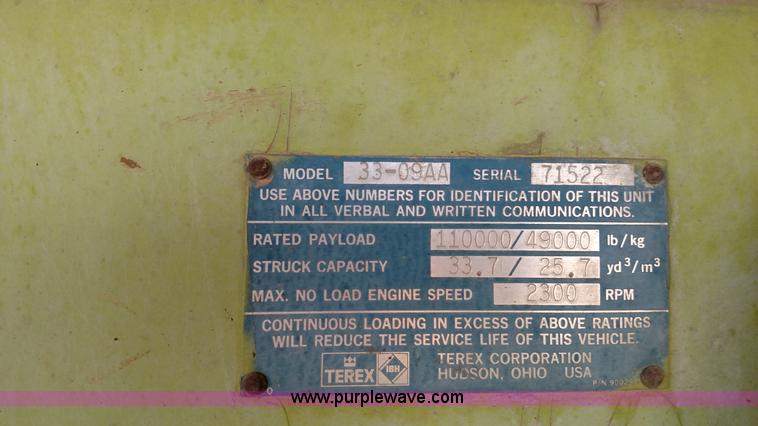 MODEL 33-09AA SERIAL 71522
USE ABOVE NUMBERS FOR IDENTIFICATION OF THIS UNIT
IN ALL VERBAL AND WRITTEN COMMUNICATIONS.
RATED PAYLOAD 110000/49000 lb/kg
STRUCK CAPACITY 33.7/ 25.7 yd³/m³
MAX. NO LOAD ENGINE SPEED 2300 RPM
CONTINUOUS LOADING IN EXCESS OF ABOVE RATINGS
WILL REDUCE THE SERVICE LIFE OF THIS VEHICLE.
TEREX IBH TEREX CORPORATION
HUDSON, OHIO USA
P/N
www.purplewave.com